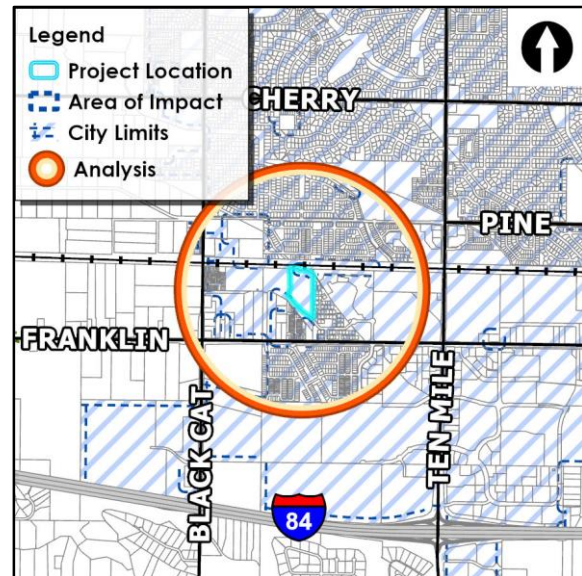 Legend
Project Location
Area of Impact
City Limits
Analysis
CHERRY
PINE
FRANKLIN
BLACK CAT
TEN MILE
84